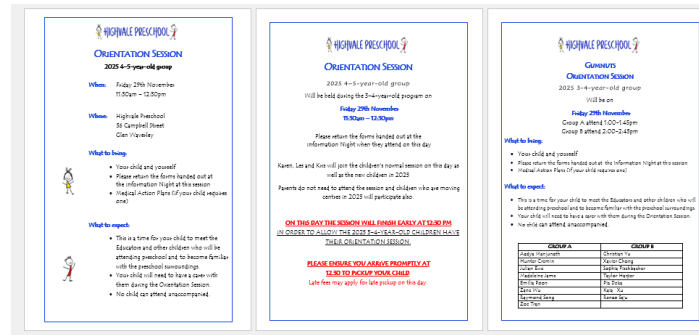 HIGHVALE PRESCHOOL
ORIENTATION SESSION
2025 4-5-year-old group
When: Friday 29th November
11:30am – 12:30pm
Where: Highvale Preschool
56 Campbell Street
Glen Waverley
What to bring:
• Your child and yourself
• Please return the forms handed out at
the Information Night at this session
• Medical Action Plans (if your child requires
one)
What to expect:
• This is a time for your child to meet the
Educators and other children who will be
attending preschool and to become familiar
with the preschool surroundings.
• Your child will need to have a carer with
them during the Orientation Session.
• No child can attend unaccompanied.
HIGHVALE PRESCHOOL
ORIENTATION SESSION
2025 4-5-year-old group
Will be held during the 3-4-year-old program on
Friday 29th November
11:30am – 12:30pm
Please return the forms handed out at the
Information Night when they attend on this day
Karen, Les and Kris will join the children's normal session on this day as
well as the new children in 2025
Parents do not need to attend the session and children who are moving
centres in 2025 will participate also.
ON THIS DAY THE SESSION WILL FINISH EARLY AT 12:30 PM
IN ORDER TO ALLOW THE 2025 3-4-YEAR-OLD CHILDREN HAVE
THEIR ORIENTATION SESSION.
PLEASE ENSURE YOU ARRIVE PROMPTLY AT
12:30 TO PICKUP YOUR CHILD
Late fees may apply for late pickup on this day.
HIGHVALE PRESCHOOL
GUMNUTS
ORIENTATION SESSION
2025 3-4-year-old group
Will be on
Friday 29th November
Group A attend 1:00-1:45pm
Group B attend 2:00-2:45pm
What to bring:
• Your child and yourself
• Please return the forms handed out at the Information Night at this session
• Medical Action Plans (if your child requires one)
What to expect:
• This is a time for your child to meet the Educators and other children who will
be attending preschool and to become familiar with the preschool surroundings.
• Your child will need to have a carer with them during the Orientation Session.
• No child can attend unaccompanied.
GROUP A GROUP B
Aadya Manjunath Christian Yu
Hunter Cromin Xavier Chang
Julian Sophia
Madeleine Taylor Harper
Emilia Poon Pia
Zane Wu Xu
Raymond Song Renee
Zoe Tran